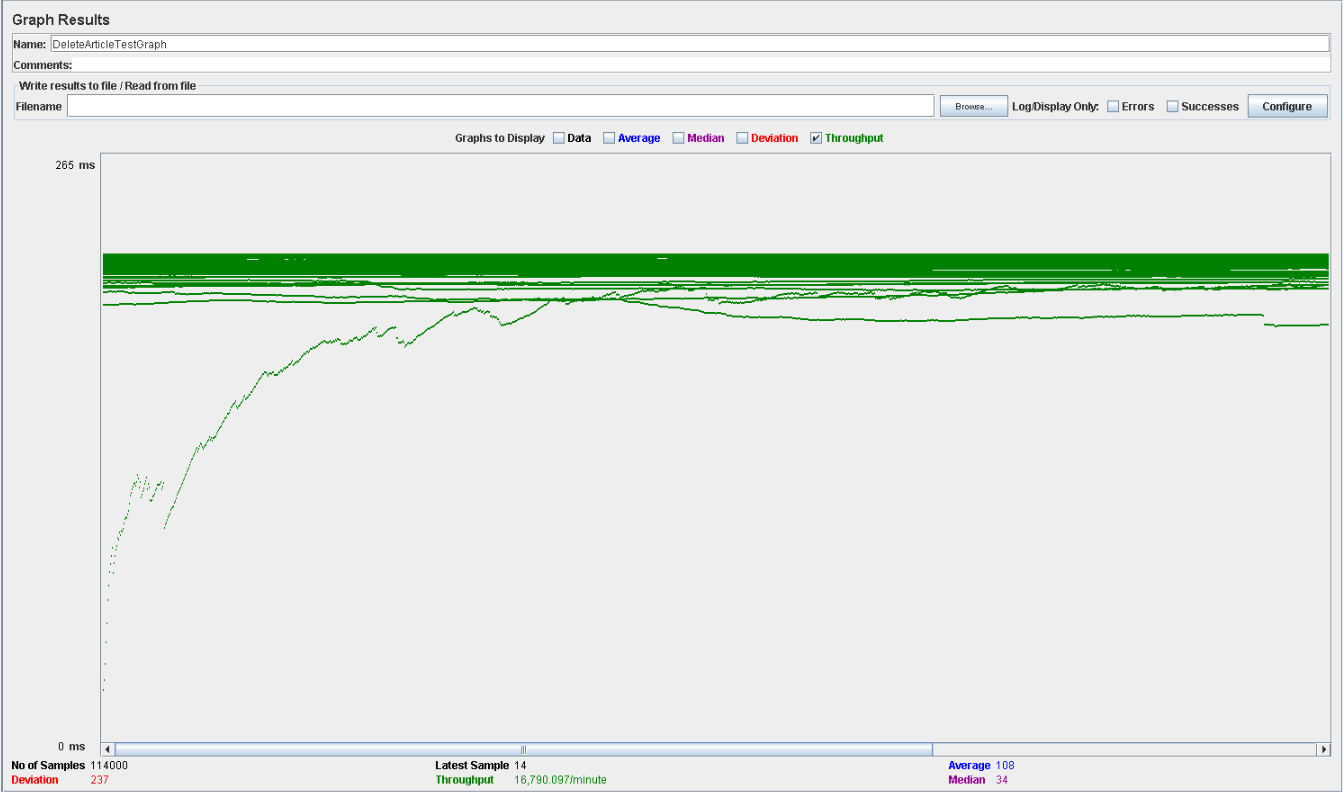 Graph Results
Name: DeleteArticleTestGraph
Comments:
Write results to file / Read from file
Filename Browse... Log/Display Only: Errors Successes Configure
Graphs to Display Data Average Median Deviation Throughput
265 ms
0 ms
No of Samples 114000 Latest Sample 14 Average 108
Deviation 237 Throughput 16,790.097/minute Median 34